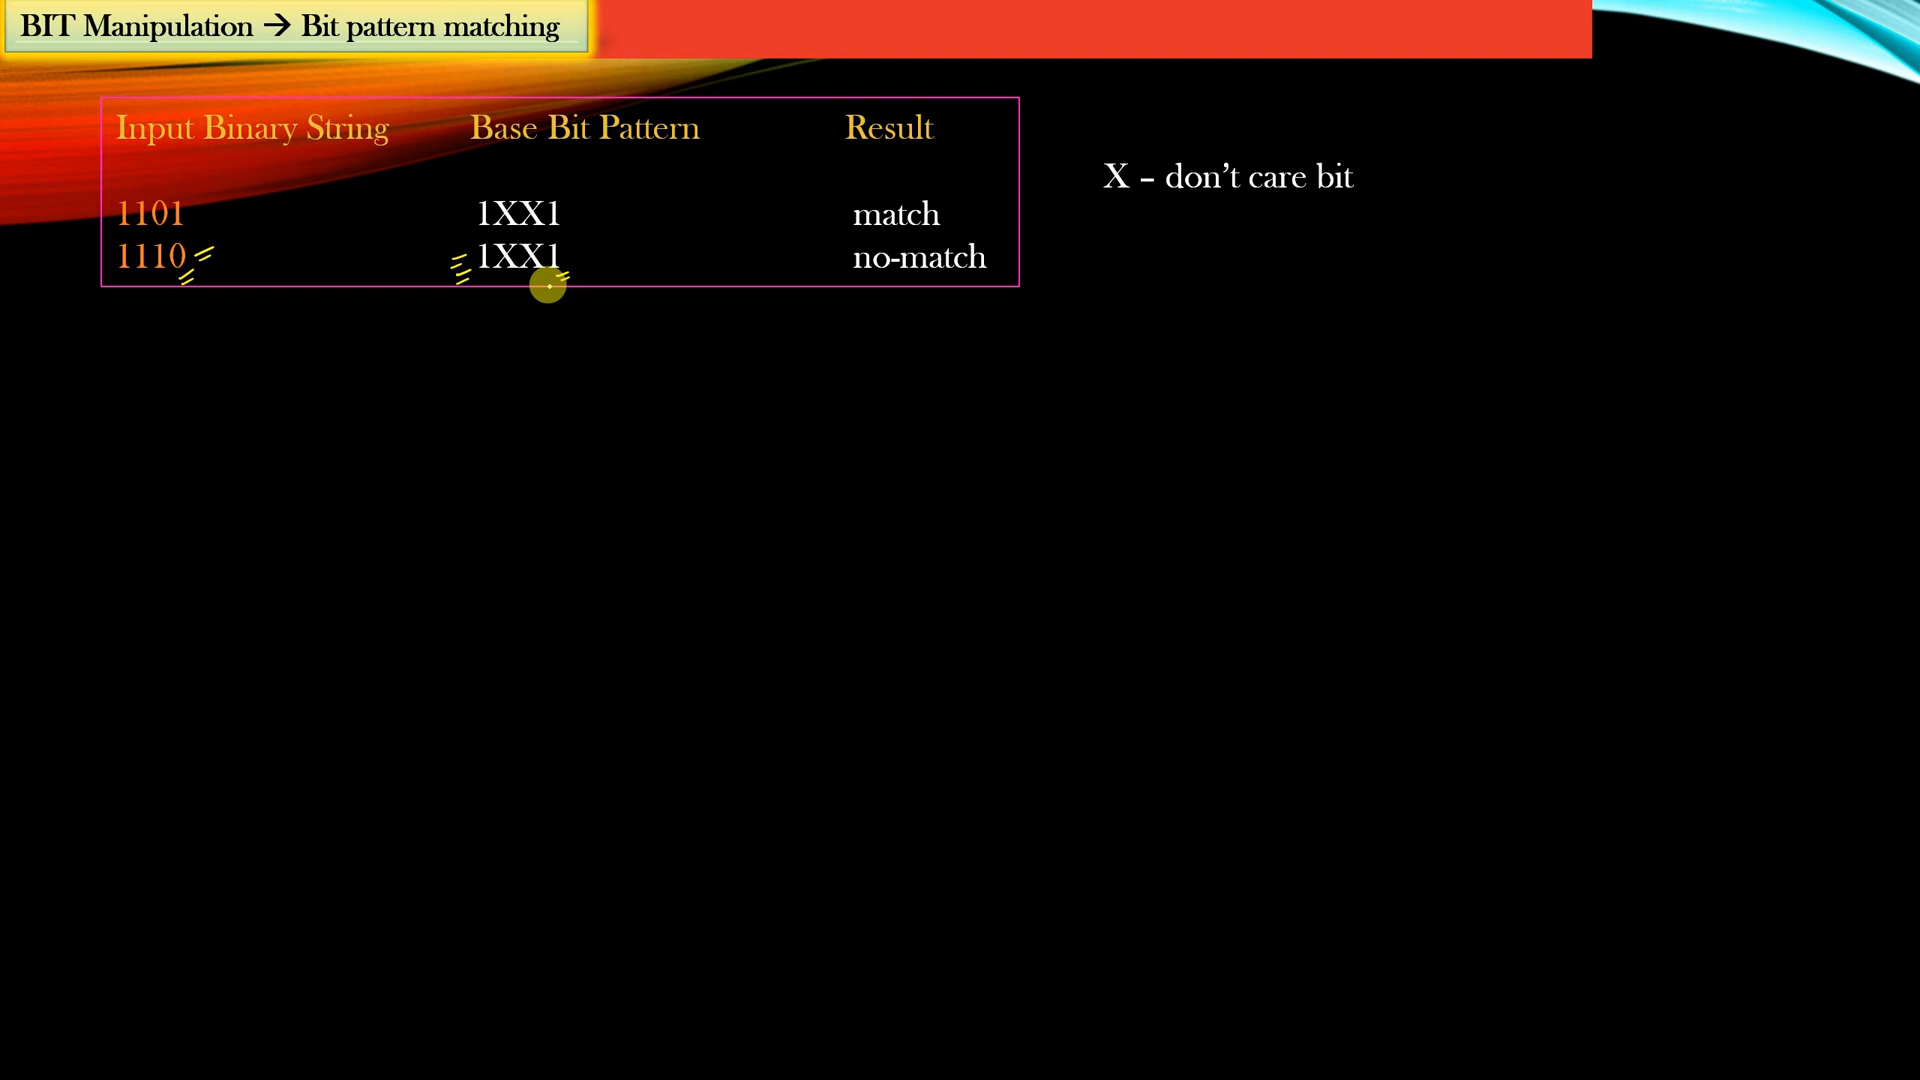 BIT Manipulation → Bit pattern matching
Input Binary String Base Bit Pattern Result
X – don’t care bit
1101 1XX1 match
1110 1XX1 no-match